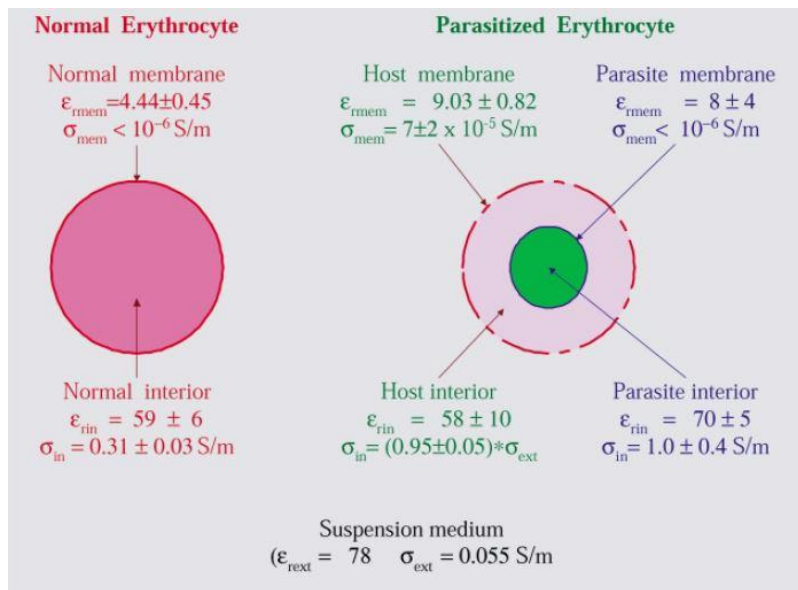 Normal Erythrocyte
Normal membrane
εrmem=4.44±0.45
σmem < 10⁻⁶ S/m
Normal interior
εrin = 59 ± 6
σin = 0.31 ± 0.03 S/m
Parasitized Erythrocyte
Host membrane
εrmem = 9.03 ± 0.82
σmem= 7±2 x 10⁻⁵ S/m
Parasite membrane
εrmem = 8 ± 4
σmem< 10⁻⁶ S/m
Host interior
εrin = 58 ± 10
σin= (0.95±0.05)*σext
Parasite interior
εrin = 70 ± 5
σin= 1.0 ± 0.4 S/m
Suspension medium
(εrext = 78 σext = 0.055 S/m